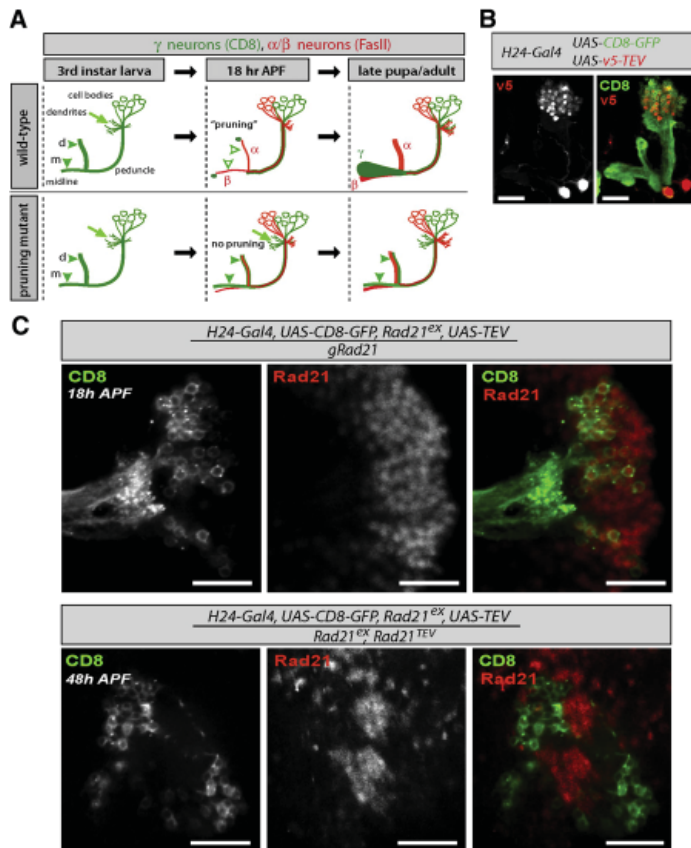 A
γ neurons (CD8), α/β neurons (FasII)
3rd instar larva
18 hr APF
late pupa/adult
wild-type
cell bodies
dendrites
d
m
midline
peduncle
"pruning"
α
β
γ
α
β
pruning mutant
d
m
no pruning
B
H24-Gal4
UAS-CD8-GFP
UAS-v5-TEV
v5
CD8
v5
C
H24-Gal4, UAS-CD8-GFP, Rad21ex, UAS-TEV
gRad21
CD8
18h APF
Rad21
CD8
Rad21
H24-Gal4, UAS-CD8-GFP, Rad21ex, UAS-TEV
Rad21ex, Rad21TEV
CD8
48h APF
Rad21
CD8
Rad21